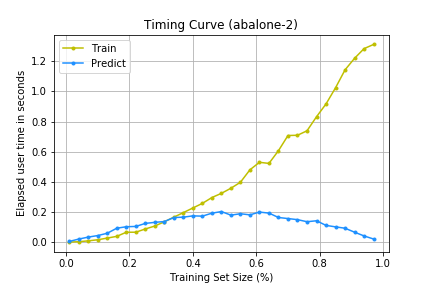 Timing Curve (abalone-2)
Train
Predict
Elapsed user time in seconds
1.2
1.0
0.8
0.6
0.4
0.2
0.0
0.0 0.2 0.4 0.6 0.8 1.0
Training Set Size (%)